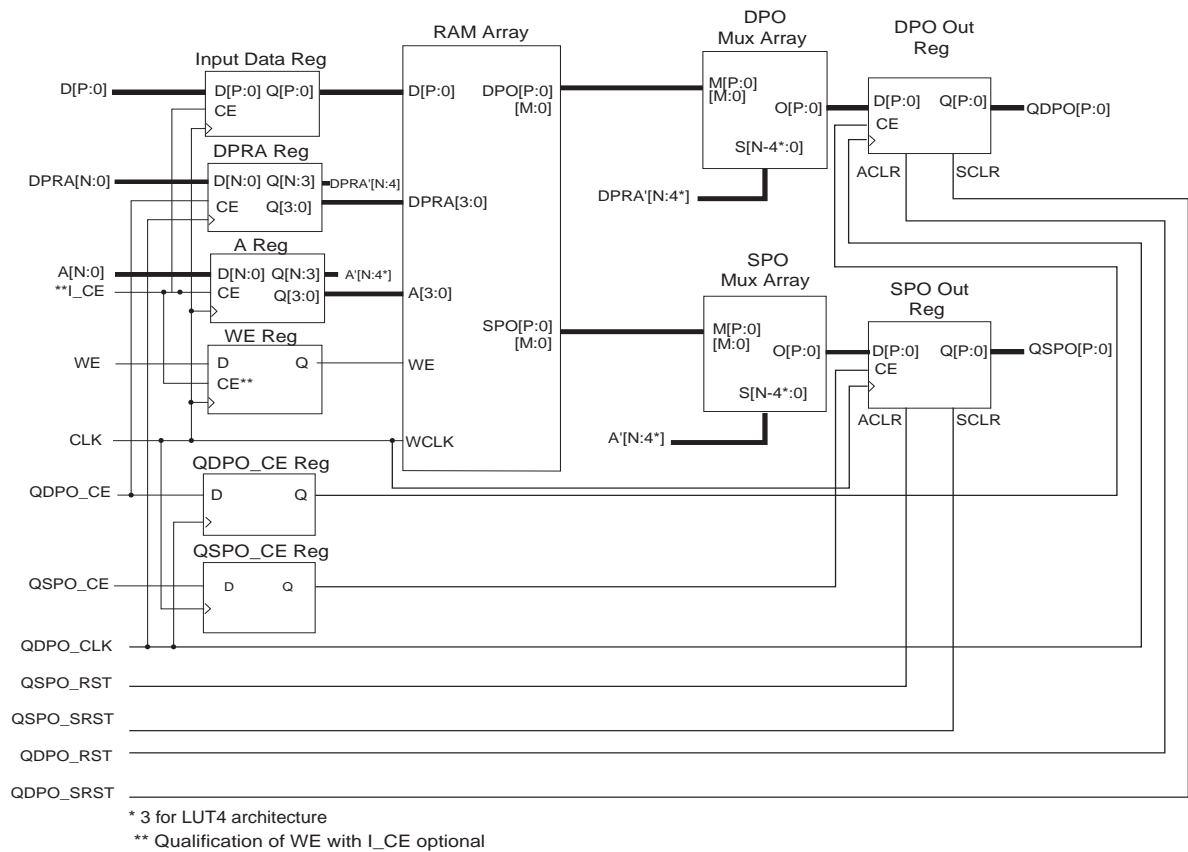 DPO
Mux Array
DPO Out
Reg
RAM Array
Input Data Reg
D[P:0]
D[P:0] Q[P:0]
CE
D[P:0]
DPO[P:0]
[M:0]
M[P:0]
[M:0]
O[P:0]
S[N-4*:0]
D[P:0] Q[P:0]
CE
QDPO[P:0]
ACLR SCLR
DPRA Reg
DPRA[N:0]
D[N:0] Q[N:3]
DPRA'[N:4]
CE Q[3:0]
DPRA[3:0]
DPRA'[N:4*]
A Reg
A[N:0]
D[N:0] Q[N:3]
A'[N:4*]
**I_CE
CE Q[3:0]
A[3:0]
SPO
Mux Array
SPO Out
Reg
SPO[P:0]
[M:0]
M[P:0]
[M:0]
O[P:0]
S[N-4*:0]
D[P:0] Q[P:0]
CE
QSPO[P:0]
ACLR SCLR
WE Reg
WE
D Q
CE**
WE
CLK
WCLK
A'[N:4*]
QDPO_CE Reg
QDPO_CE
D Q
QSPO_CE Reg
QSPO_CE
D Q
QDPO_CLK
QSPO_RST
QSPO_SRST
QDPO_RST
QDPO_SRST
* 3 for LUT4 architecture
** Qualification of WE with I_CE optional